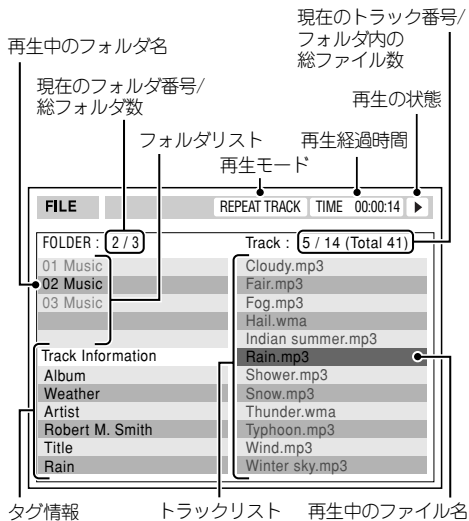 現在のトラック番号/
フォルダ内の
総ファイル数
再生中のフォルダ名
現在のフォルダ番号/
総フォルダ数
再生の状態
フォルダリスト
再生経過時間
再生モード
FILE
REPEAT TRACK
TIME 00:00:14
FOLDER : 2 / 3
Track : 5 / 14 (Total 41)
01 Music
02 Music
03 Music
Cloudy.mp3
Fair.mp3
Fog.mp3
Hail.wma
Indian summer.mp3
Rain.mp3
Shower.mp3
Snow.mp3
Thunder.wma
Typhoon.mp3
Wind.mp3
Winter sky.mp3
Track Information
Album
Weather
Artist
Robert M. Smith
Title
Rain
タグ情報
トラックリスト
再生中のファイル名